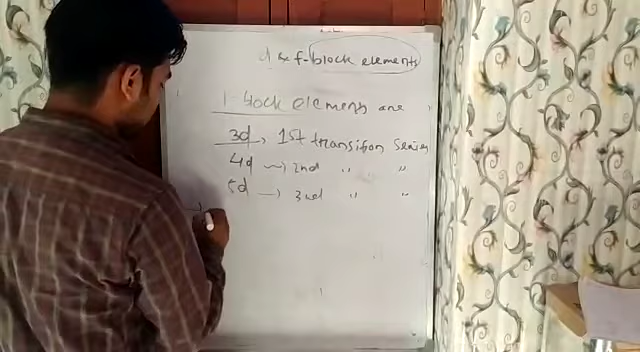 d & f-block elements
block elements are
3d → 1st transition Series
4d → 2nd " "
5d → 3rd " "